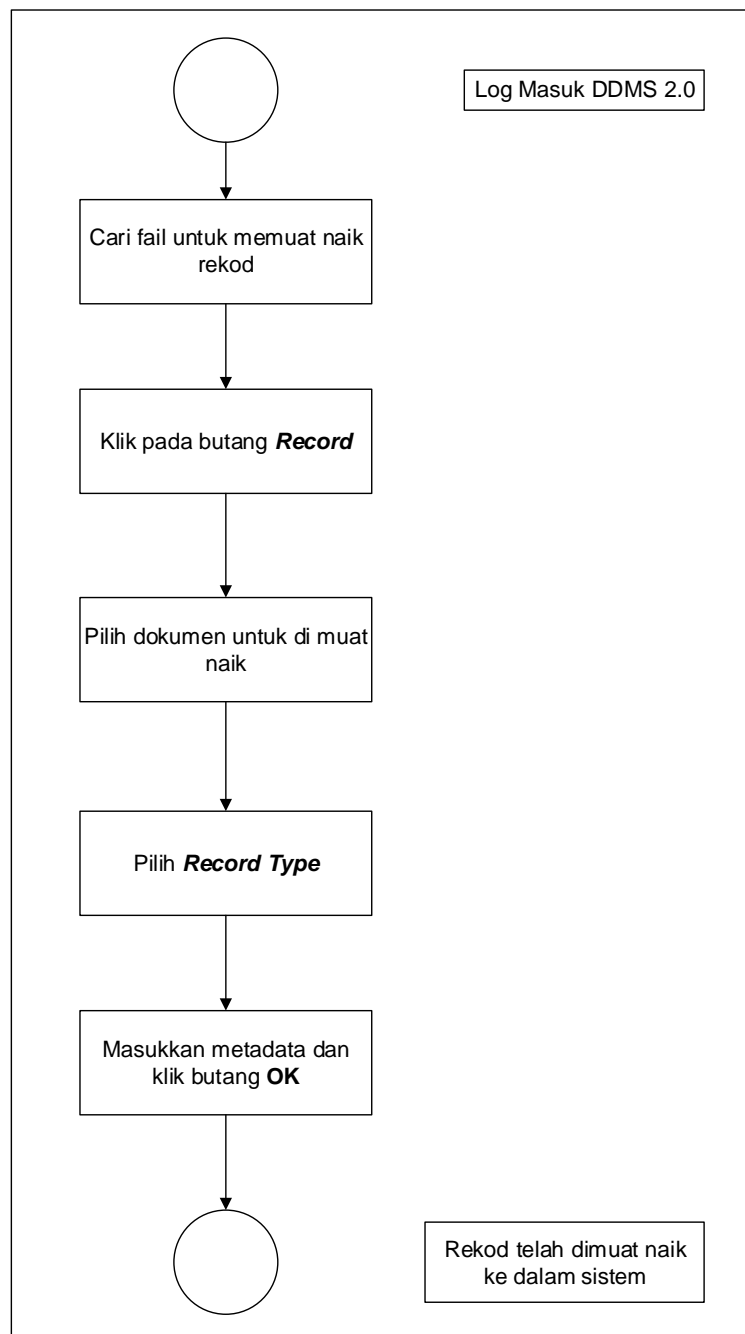 Log Masuk DDMS 2.0
Cari fail untuk memuat naik
rekod
Klik pada butang Record
Pilih dokumen untuk di muat
naik
Pilih Record Type
Masukkan metadata dan
klik butang OK
Rekod telah dimuat naik
ke dalam sistem